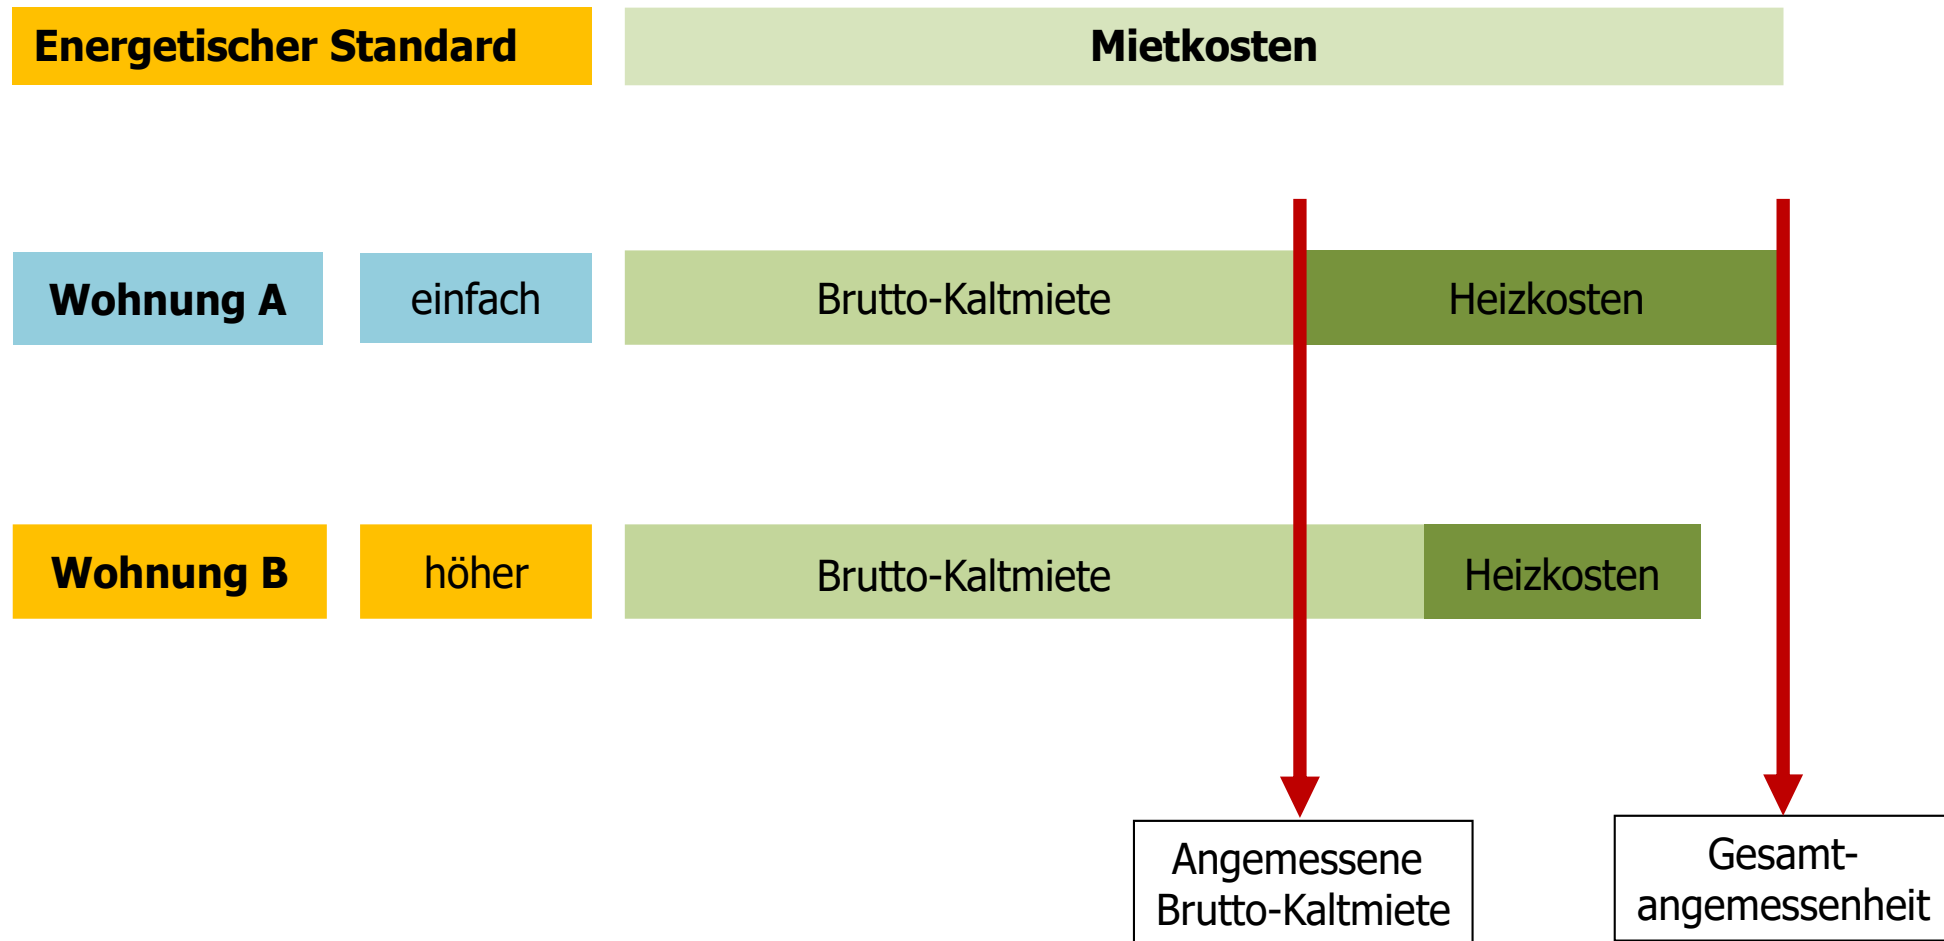 Energetischer Standard
Mietkosten
Wohnung A
einfach
Brutto-Kaltmiete
Heizkosten
Wohnung B
höher
Brutto-Kaltmiete
Heizkosten
Angemessene
Brutto-Kaltmiete
Gesamt-
angemessenheit